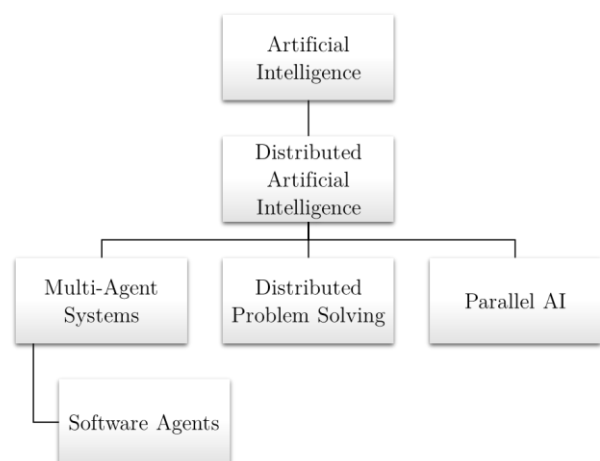 Artificial
Intelligence
Distributed
Artificial
Intelligence
Multi-Agent
Systems
Distributed
Problem Solving
Parallel AI
Software Agents